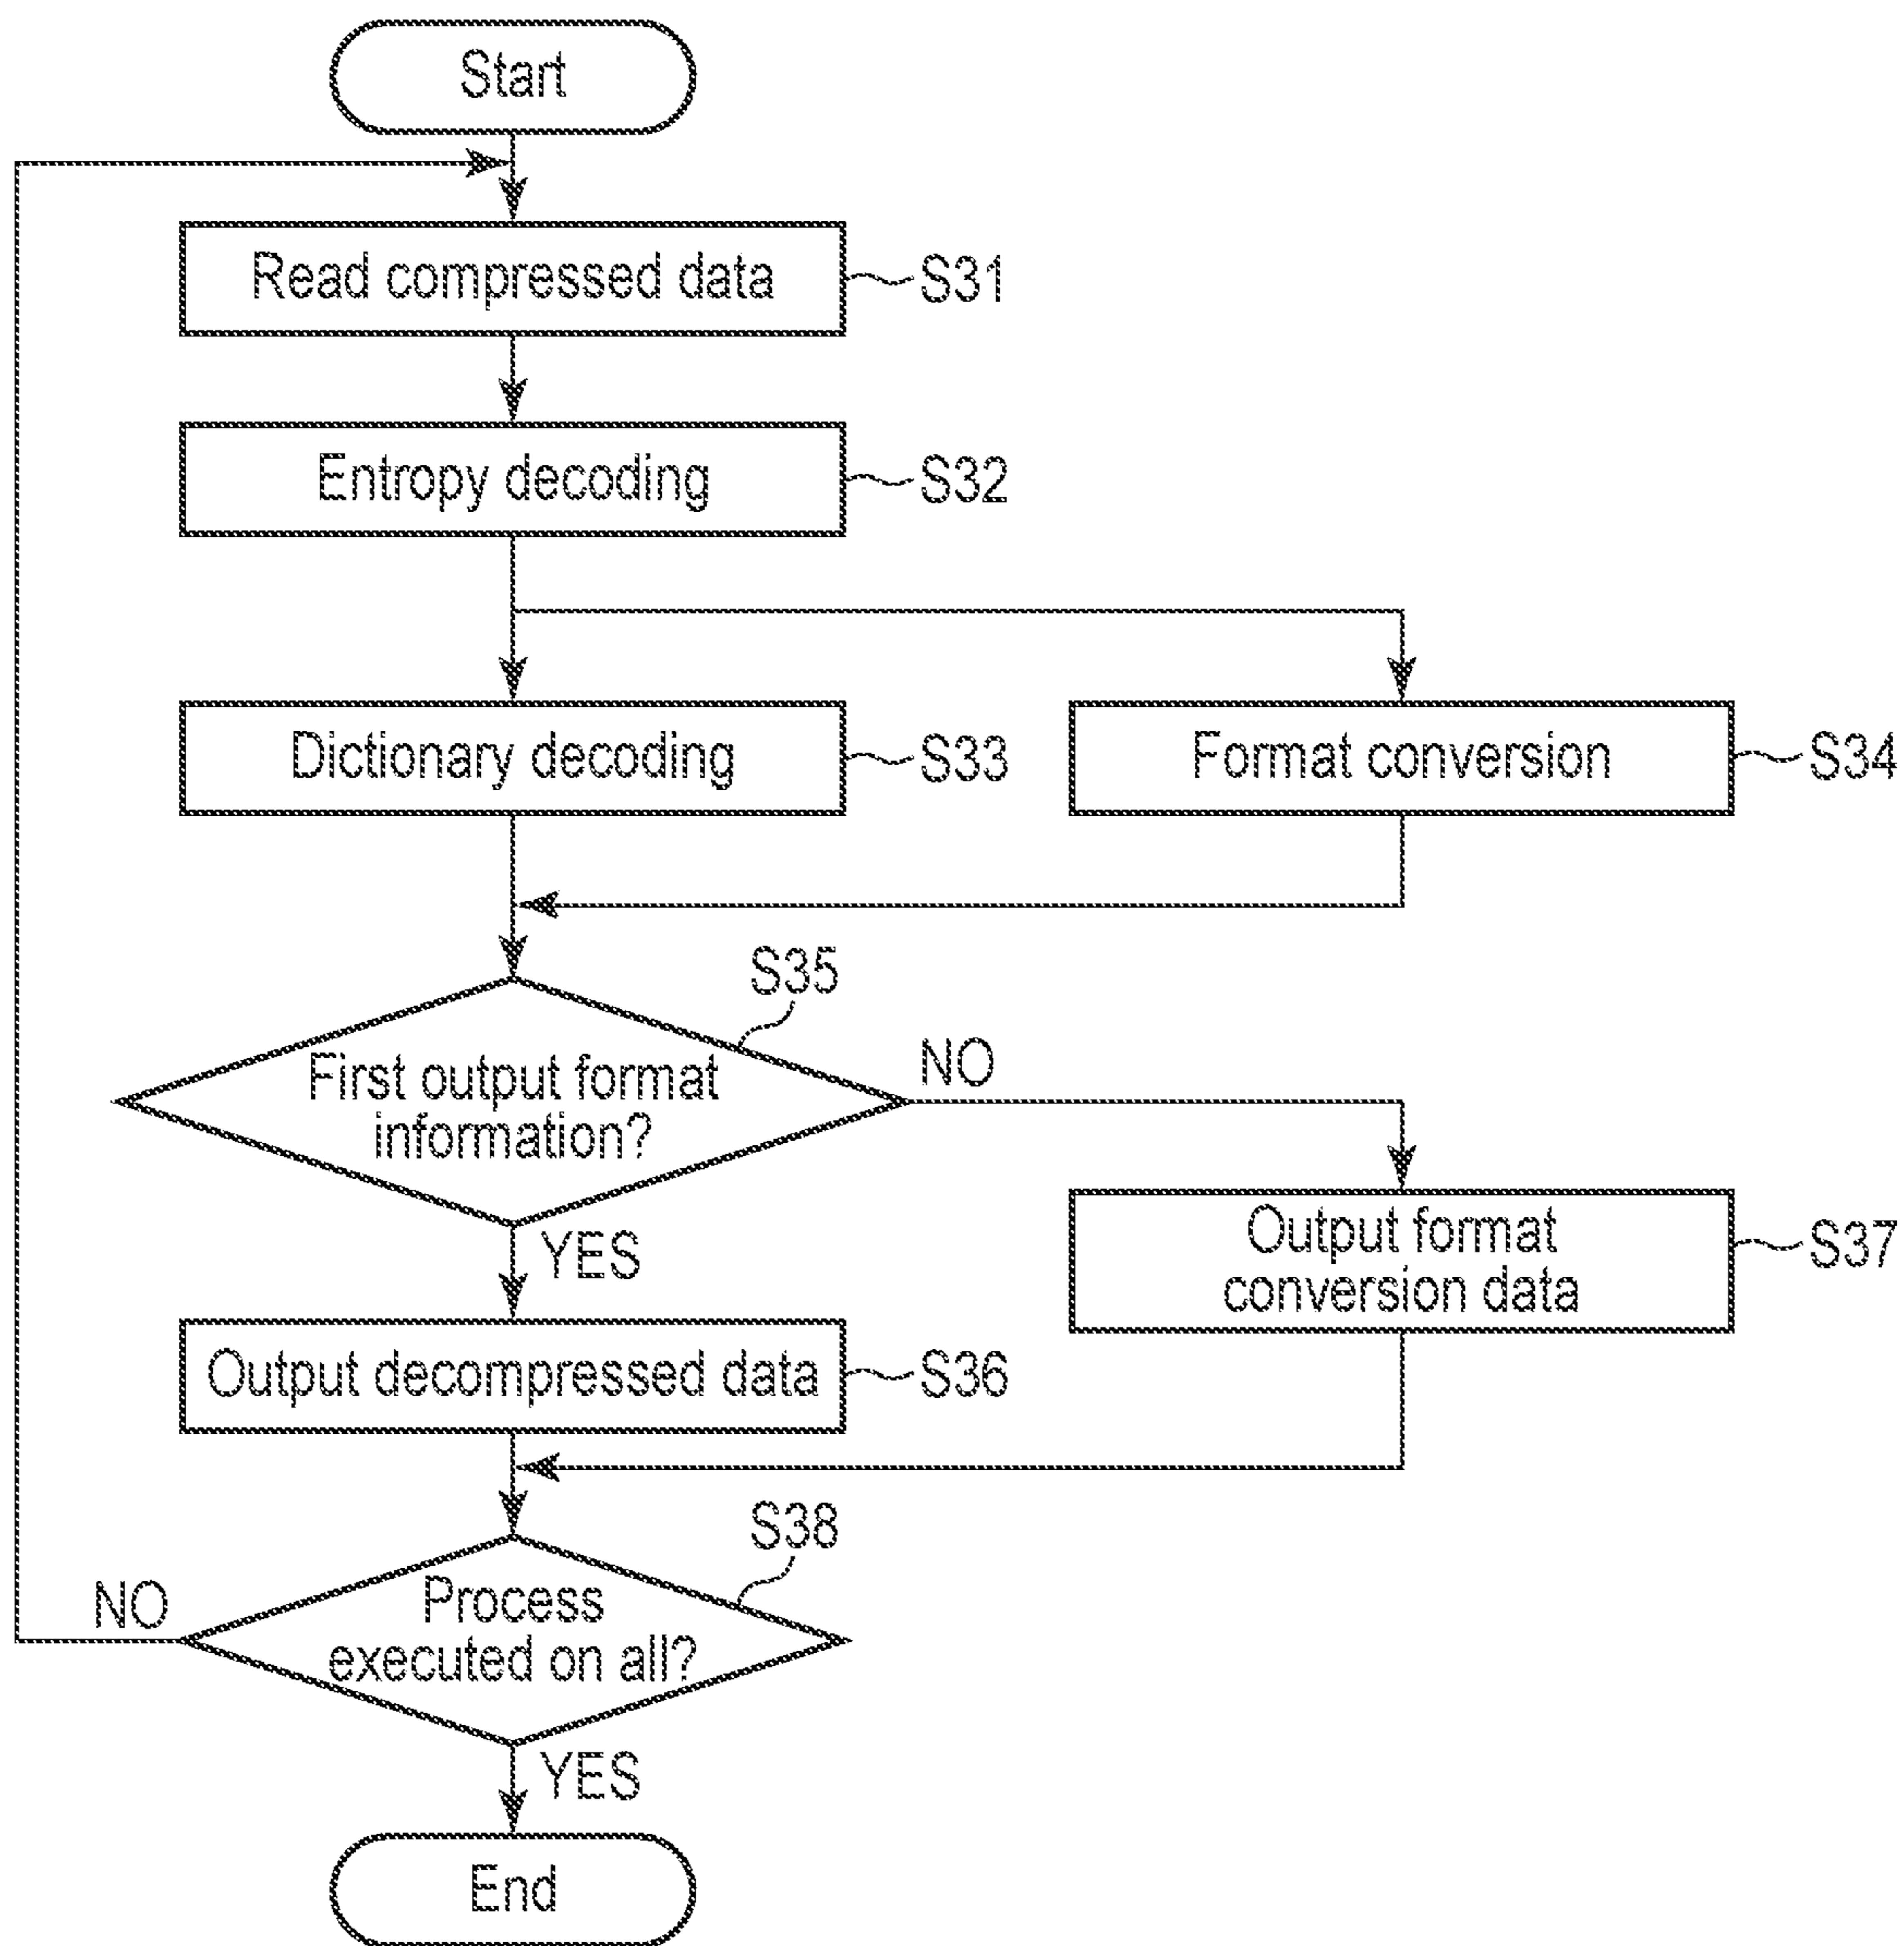 Start
Read compressed data
S31
Entropy decoding
S32
Dictionary decoding
S33
Format conversion
S34
S35
First output format
information?
NO
YES
Output format
conversion data
S37
Output decompressed data
S36
S38
Process
executed on all?
NO
YES
End